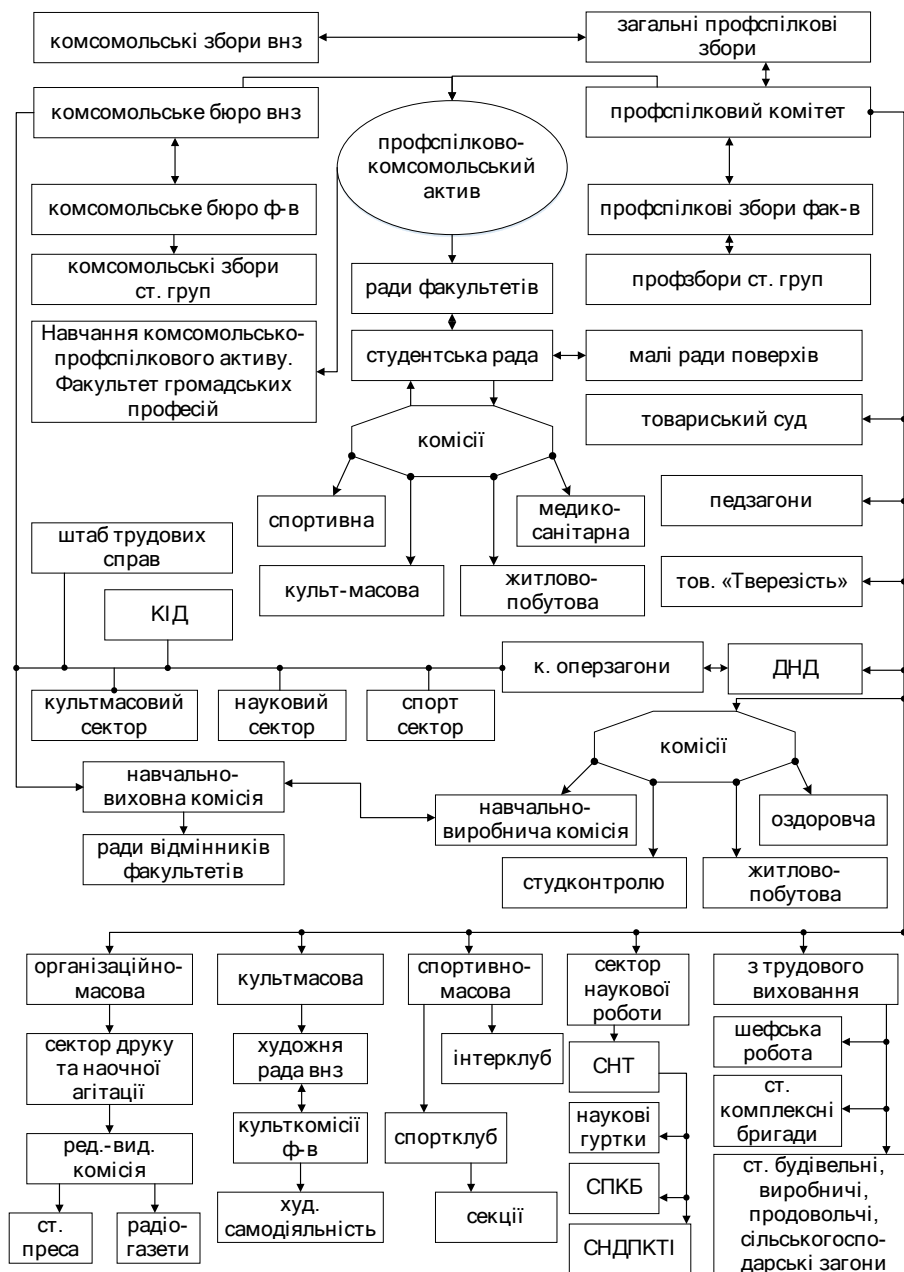 комсомольські збори внз
загальні профспілкові
збори
комсомольське бюро внз
профспілковий комітет
профспілково-
комсомольський
актив
комсомольське бюро ф-в
профспілкові збори фак-в
комсомольські збори
ст. груп
ради факультетів
профзбори ст. груп
Навчання комсомольсько-
профспілкового активу.
Факультет громадських
професій
студентська рада
малі ради поверхів
товариський суд
комісії
спортивна
медико-
санітарна
педзагони
штаб трудових
справ
культ-масова
житлово-
побутова
тов. «Тверезість»
КІД
к. оперзагони
ДНД
культмасовий
сектор
науковий
сектор
спорт
сектор
комісії
навчально-
виховна комісія
навчально-
виробнича комісія
оздоровча
ради відмінників
факультетів
студконтролю
житлово-
побутова
організаційно-
масова
культмасова
спортивно-
масова
сектор
наукової
роботи
з трудового
виховання
сектор друку
та наочної
агітації
художня
рада внз
інтерклуб
СНТ
шефська
робота
ред.-вид.
комісія
культкомісії
ф-в
спортклуб
наукові
гуртки
ст.
комплексні
бригади
ст.
преса
радіо-
газети
худ.
самодіяльність
секції
СПКБ
СНДПКТІ
ст. будівельні,
виробничі,
продовольчі,
сільськогоспо-
дарські загони